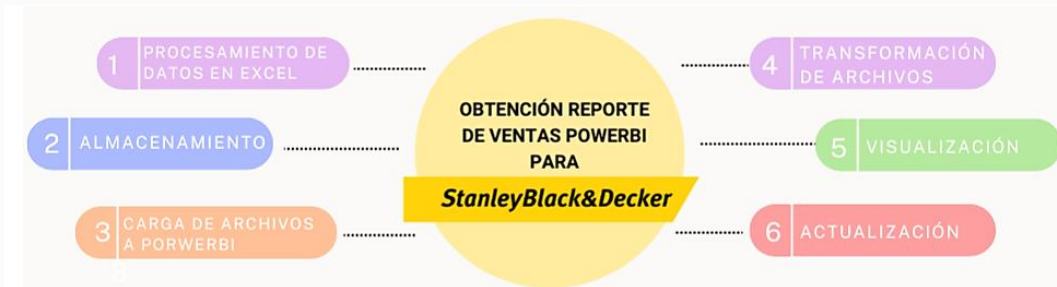 1
PROCESAMIENTO DE
DATOS EN EXCEL
2
ALMACENAMIENTO
3
CARGA DE ARCHIVOS
A PORWERBI
OBTENCIÓN REPORTE
DE VENTAS POWERBI
PARA
StanleyBlack&Decker
4
TRANSFORMACIÓN
DE ARCHIVOS
5
VISUALIZACIÓN
6
ACTUALIZACIÓN